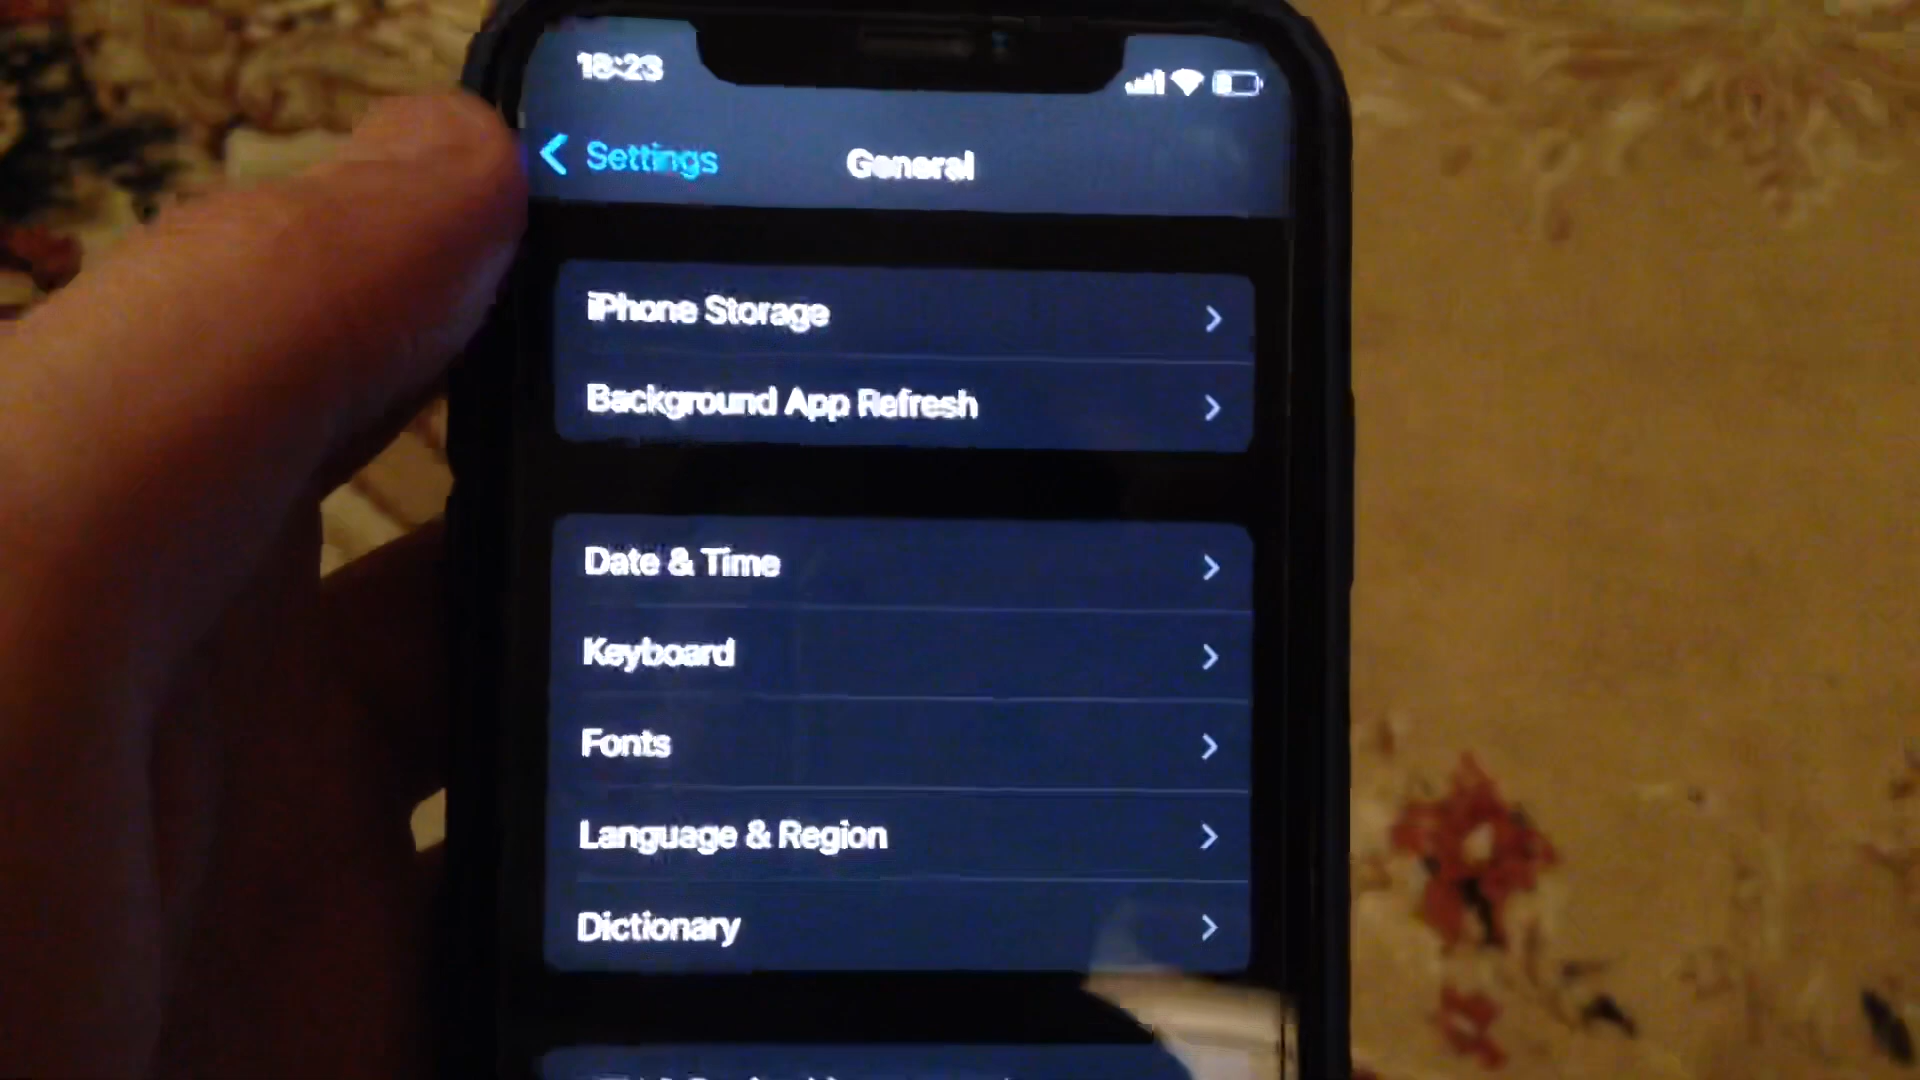 18:23
Settings
General
iPhone Storage
Background App Refresh
Date & Time
Keyboard
Fonts
Language & Region
Dictionary